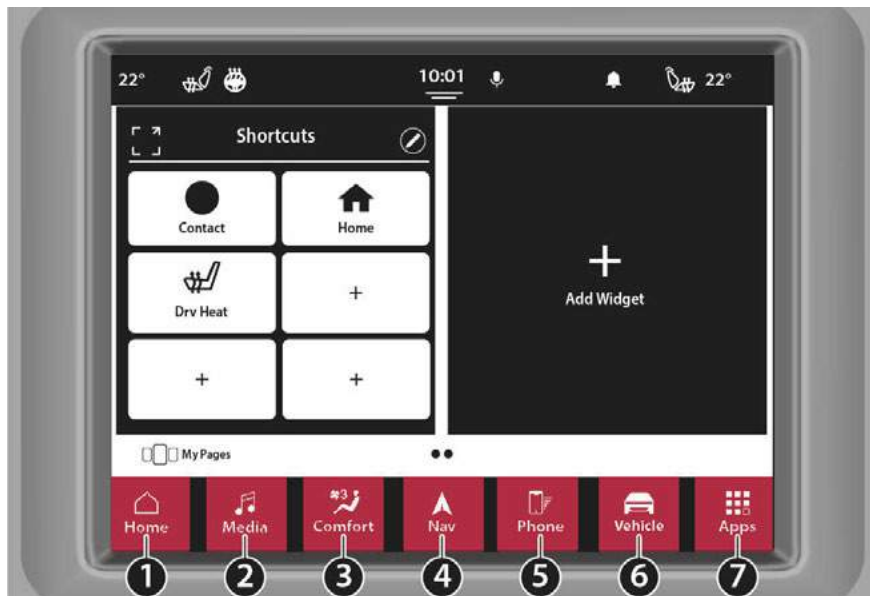 22°
10:01
22°
Shortcuts
Contact
Home
Drv Heat
+
+
+
+
Add Widget
My Pages
Home
Media
3
Comfort
Nav
Phone
Vehicle
Apps
1 2 3 4 5 6 7